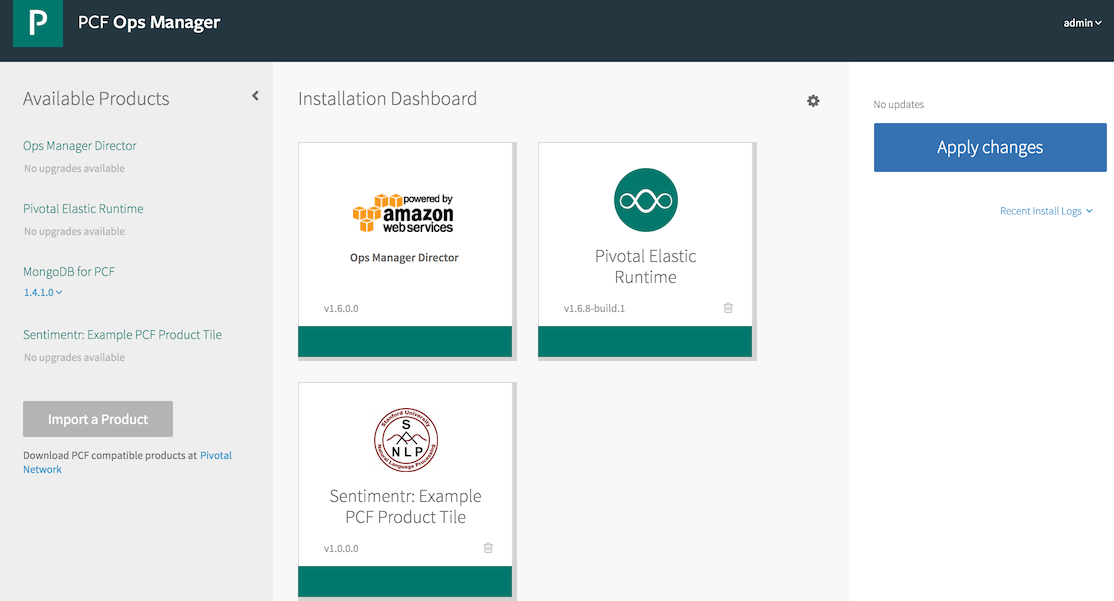 P
PCF Ops Manager
admin
Available Products
Ops Manager Director
No upgrades available
Pivotal Elastic Runtime
No upgrades available
MongoDB for PCF
1.4.1.0
Sentimentr: Example PCF Product Tile
No upgrades available
Import a Product
Download PCF compatible products at Pivotal
Network
Installation Dashboard
powered by
amazon
web services
Ops Manager Director
v1.6.0.0
Pivotal Elastic
Runtime
v1.6.8-build.1
Stanford University
S
NLP
Natural Language Processing
Sentimentr: Example
PCF Product Tile
v1.0.0.0
No updates
Apply changes
Recent Install Logs